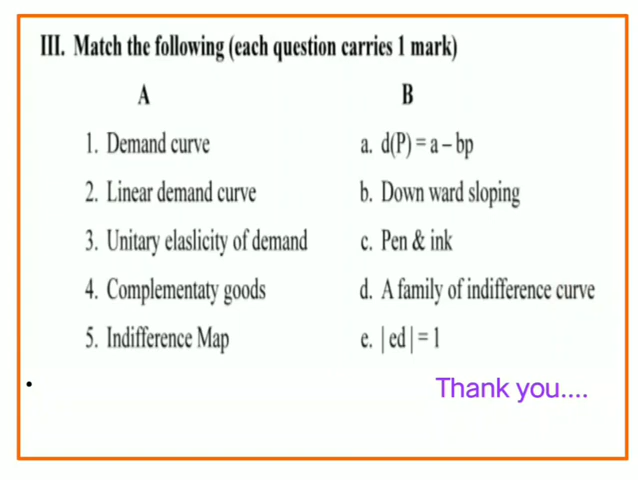 III. Match the following (each question carries 1 mark)
A B
1. Demand curve a. d(P) = a – bp
2. Linear demand curve b. Down ward sloping
3. Unitary elaslicity of demand c. Pen & ink
4. Complementaty goods d. A family of indifference curve
5. Indifference Map e. | ed | = 1
• Thank you....